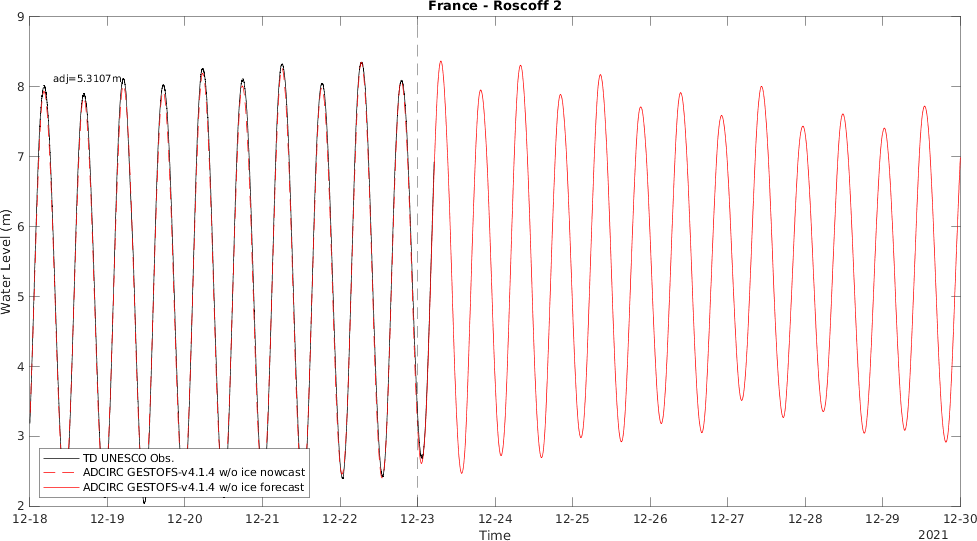 France - Roscoff 2
9
8
7
6
5
4
3
2
Water Level (m)
adj=5.3107m
TD UNESCO Obs.
ADCIRC GESTOFS-v4.1.4 w/o ice nowcast
ADCIRC GESTOFS-v4.1.4 w/o ice forecast
12-18 12-19 12-20 12-21 12-22 12-23 12-24 12-25 12-26 12-27 12-28 12-29 12-30
Time
2021